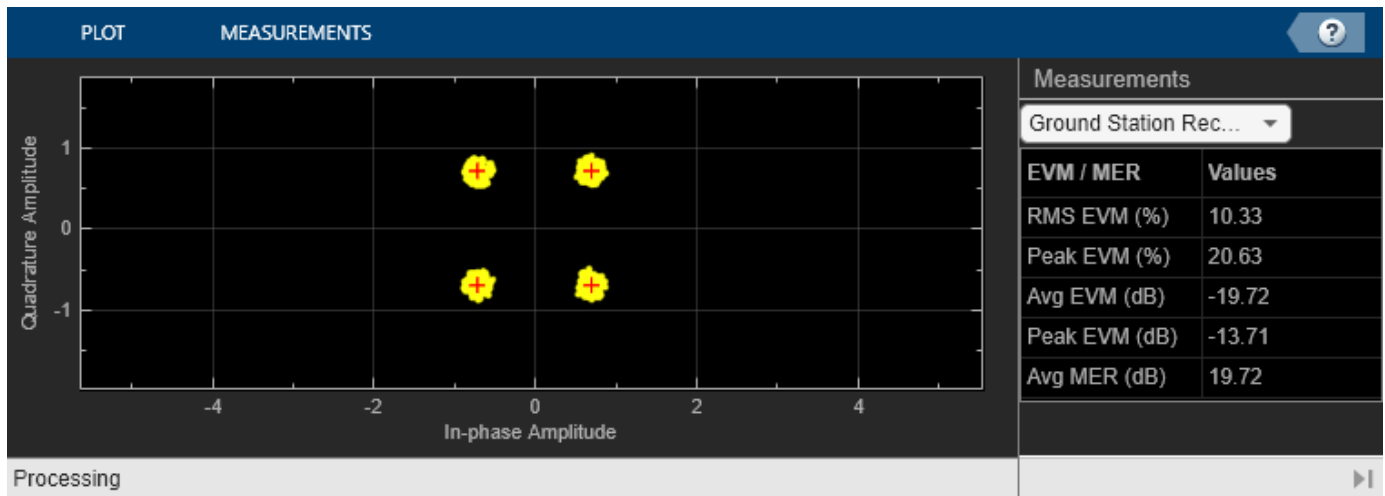 PLOT MEASUREMENTS ?
Quadrature Amplitude
1
0
-1
-4 -2 0 2 4
In-phase Amplitude
Processing
Measurements
Ground Station Rec...
EVM / MER Values
RMS EVM (%) 10.33
Peak EVM (%) 20.63
Avg EVM (dB) -19.72
Peak EVM (dB) -13.71
Avg MER (dB) 19.72